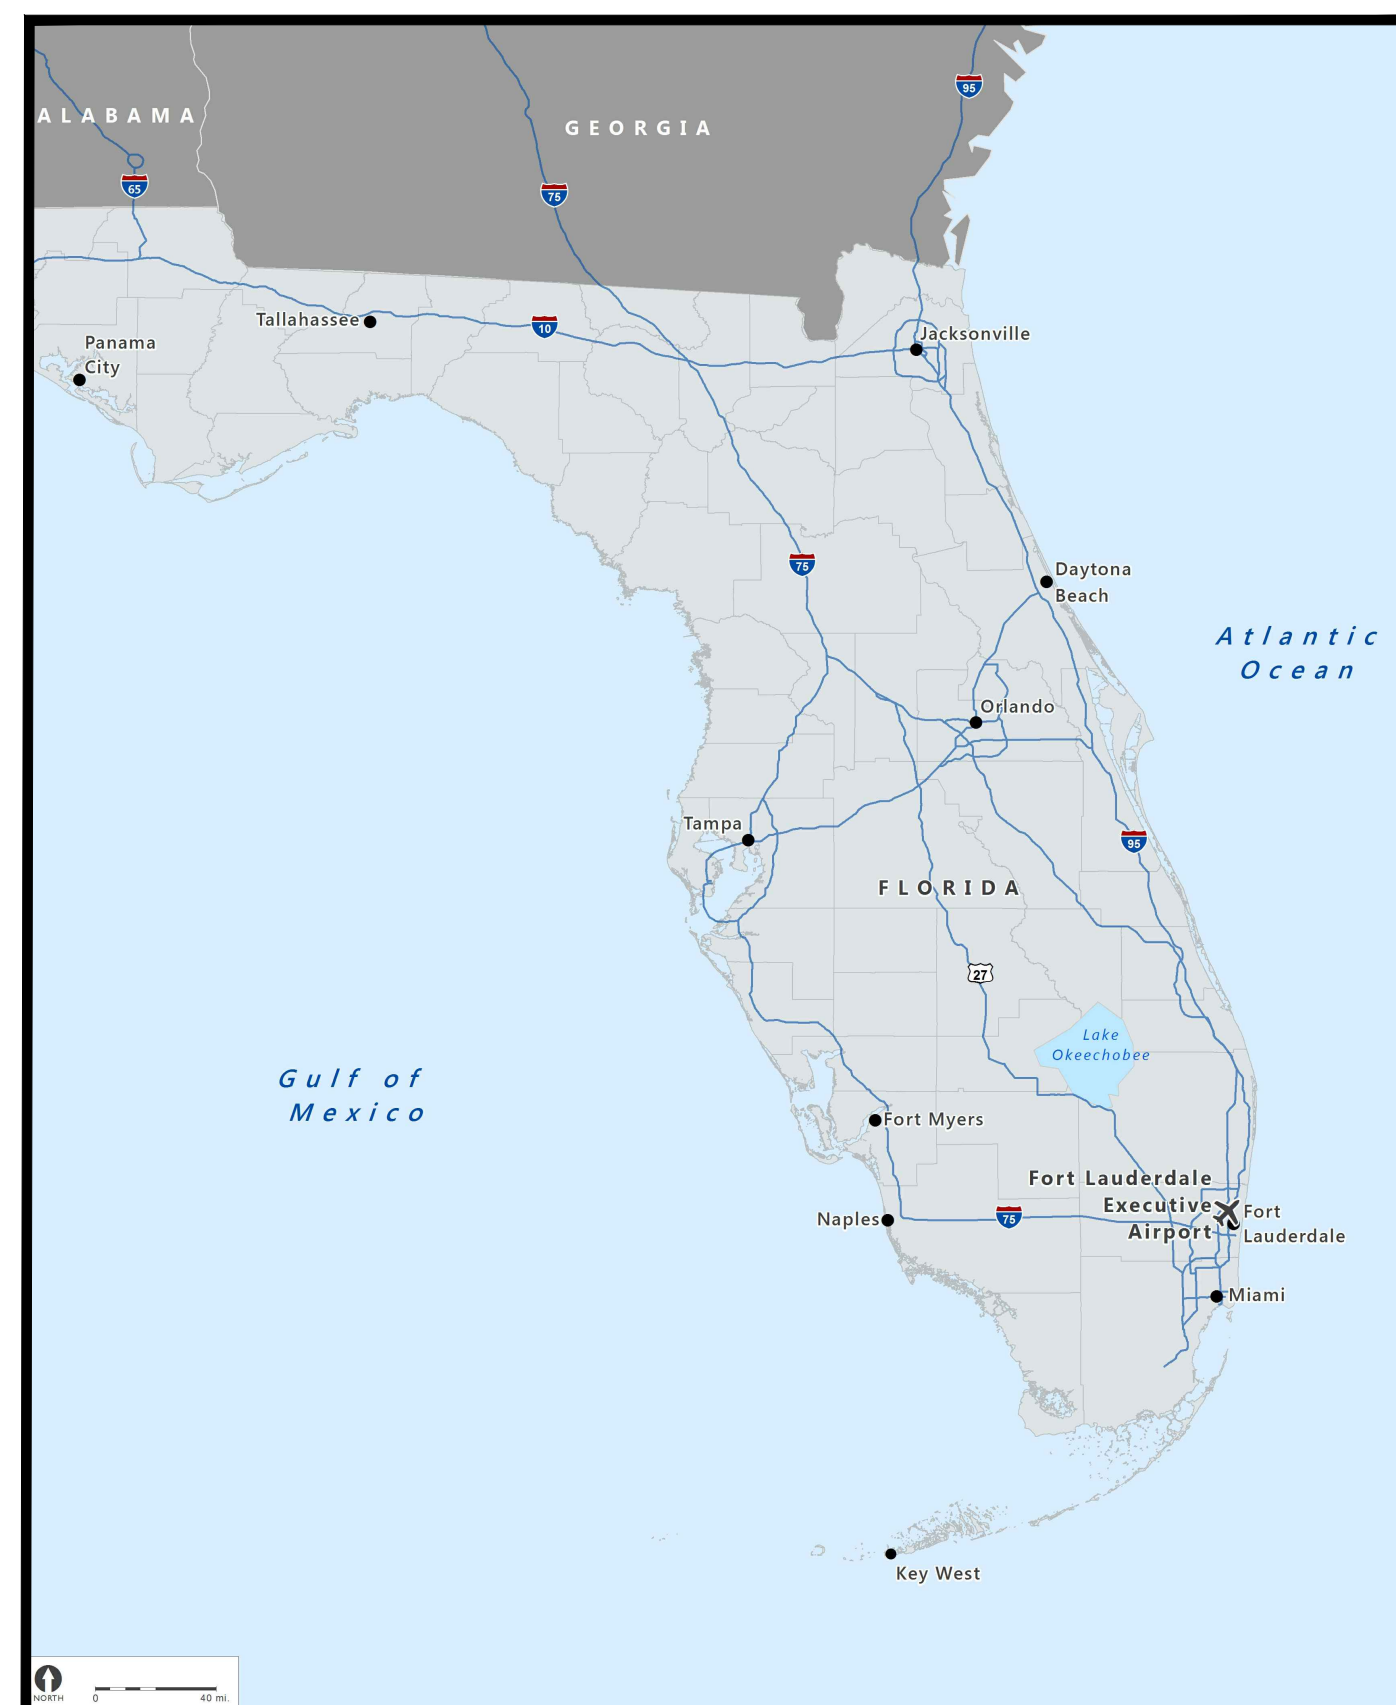 95
ALABAMA
GEORGIA
65
75
Tallahassee
10
Jacksonville
Panama
City
75
Daytona
Beach
Atlantic
Ocean
Orlando
Tampa
95
FLORIDA
27
Lake
Okeechobee
Gulf of
Mexico
Fort Myers
Fort Lauderdale
Executive
Airport
Fort
Lauderdale
Naples
75
Miami
Key West
NORTH
0 40 mi.